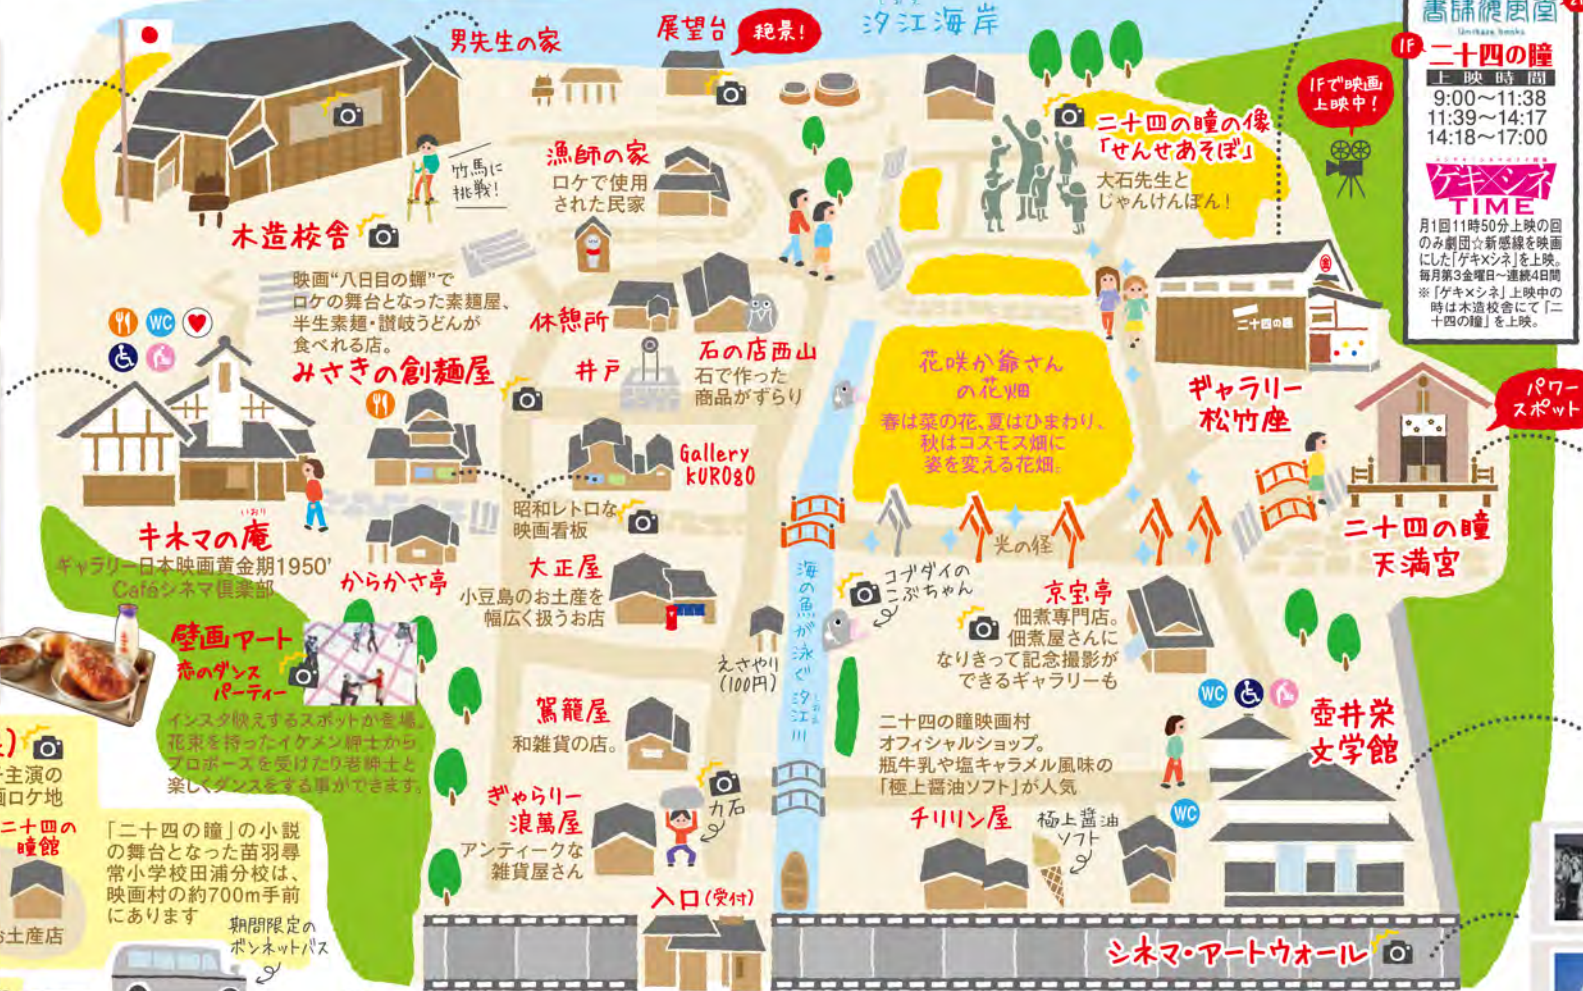 男先生の家
展望台
絶景!
汐江海岸
竹馬に
挑戦!
漁師の家
ロケで使用
された民家
二十四の瞳の像
「せんせあそぼ」
大石先生と
じゃんけんぽん!
1Fで映画
上映中!
1F
二十四の瞳
上映時間
9:00〜11:38
11:39〜14:17
14:18〜17:00
ゲキ×シネ
TIME
月1回11時50分上映の回
のみ劇団☆新感線を映画
にした「ゲキ×シネ」を上映。
毎月第3金曜日〜連続4日間
※「ゲキ×シネ」上映中の
時は木造校舎にて「二
十四の瞳」を上映。
木造校舎
映画“八日目の蟬”で
ロケの舞台となった素麺屋、
半生素麺・讃岐うどんが
食べれる店。
みさきの創麺屋
WC
休憩所
井戸
石の店西山
石で作った
商品がずらり
花咲か爺さん
の花畑
春は菜の花、夏はひまわり、
秋はコスモス畑に
姿を変える花畑。
二十四の瞳
ギャラリー
松竹座
パワー
スポット
二十四の瞳
天満宮
Gallery
KURO80
昭和レトロな
映画看板
いおり
キネマの庵
ギャラリー日本映画黄金期1950'
Caféシネマ倶楽部
からかさ亭
大正屋
小豆島のお土産を
幅広く扱うお店
光の径
海の魚が泳ぐ汐江川
コブダイの
こぶちゃん
えさやり
(100円)
京宝亭
佃煮専門店。
佃煮屋さんに
なりきって記念撮影が
できるギャラリーも
壁画アート
恋のダンス
パーティー
インスタ映えするスポットが登場。
花束を持ったイケメン紳士から
プロポーズを受けたり老紳士と
楽しくダンスをする事ができます。
駕籠屋
和雑貨の店。
二十四の瞳映画村
オフィシャルショップ。
瓶牛乳や塩キャラメル風味の
「極上醤油ソフト」が人気
チリリン屋
極上醤油
ソフト
WC
WC
壺井栄
文学館
ぎゃらりー
浪萬屋
アンティークな
雑貨屋さん
力石
主演の
画ロケ地
二十四の
瞳館
お土産店
「二十四の瞳」の小説
の舞台となった苗羽尋
常小学校田浦分校は、
映画村の約700m手前
にあります
期間限定の
ボンネットバス
入口(受付)
シネマ・アートウォール